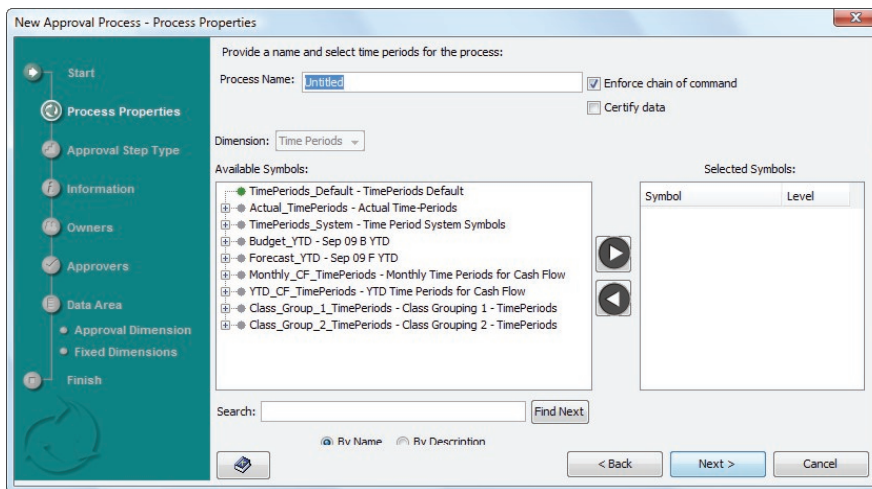 New Approval Process - Process Properties
Start
Process Properties
Approval Step Type
Information
Owners
Approvers
Data Area
Approval Dimension
Fixed Dimensions
Finish
Provide a name and select time periods for the process:
Process Name: Untitled
Enforce chain of command
Certify data
Dimension: Time Periods
Available Symbols:
TimePeriods_Default - TimePeriods Default
Actual_TimePeriods - Actual Time-Periods
TimePeriods_System - Time Period System Symbols
Budget_YTD - Sep 09 B YTD
Forecast_YTD - Sep 09 F YTD
Monthly_CF_TimePeriods - Monthly Time Periods for Cash Flow
YTD_CF_TimePeriods - YTD Time Periods for Cash Flow
Class_Group_1_TimePeriods - Class Grouping 1 - TimePeriods
Class_Group_2_TimePeriods - Class Grouping 2 - TimePeriods
Selected Symbols:
Symbol Level
Search: Find Next
By Name By Description
< Back Next > Cancel